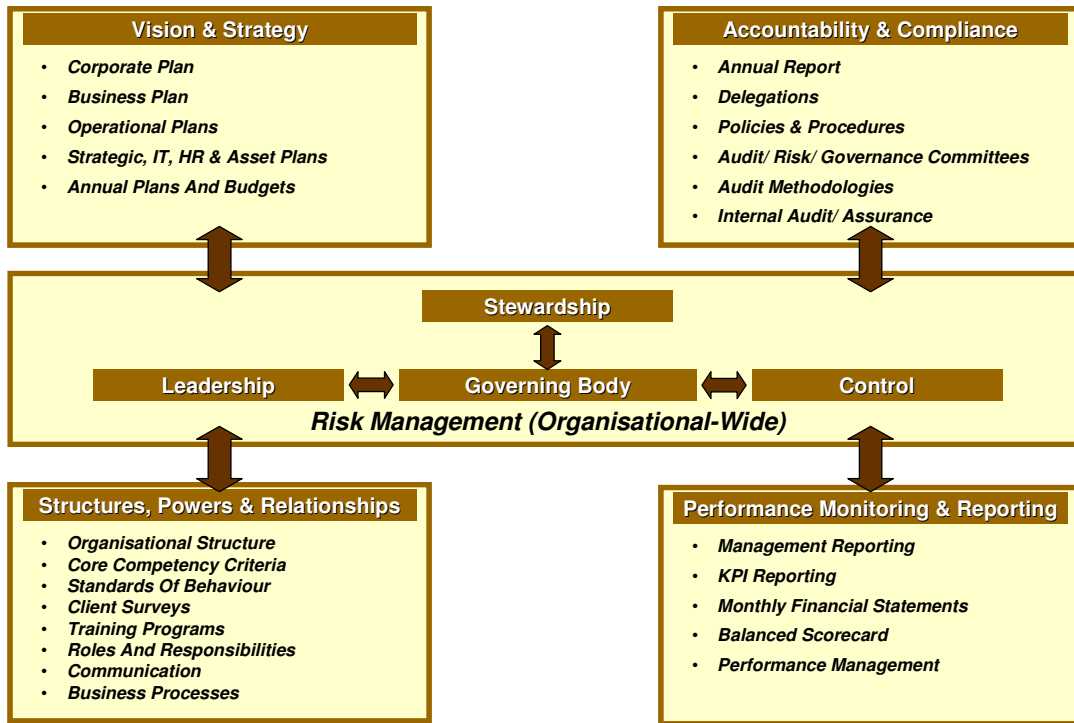 Vision & Strategy
• Corporate Plan
• Business Plan
• Operational Plans
• Strategic, IT, HR & Asset Plans
• Annual Plans And Budgets
Accountability & Compliance
• Annual Report
• Delegations
• Policies & Procedures
• Audit/ Risk/ Governance Committees
• Audit Methodologies
• Internal Audit/ Assurance
Stewardship
Leadership
Governing Body
Control
Risk Management (Organisational-Wide)
Structures, Powers & Relationships
• Organisational Structure
• Core Competency Criteria
• Standards Of Behaviour
• Client Surveys
• Training Programs
• Roles And Responsibilities
• Communication
• Business Processes
Performance Monitoring & Reporting
• Management Reporting
• KPI Reporting
• Monthly Financial Statements
• Balanced Scorecard
• Performance Management